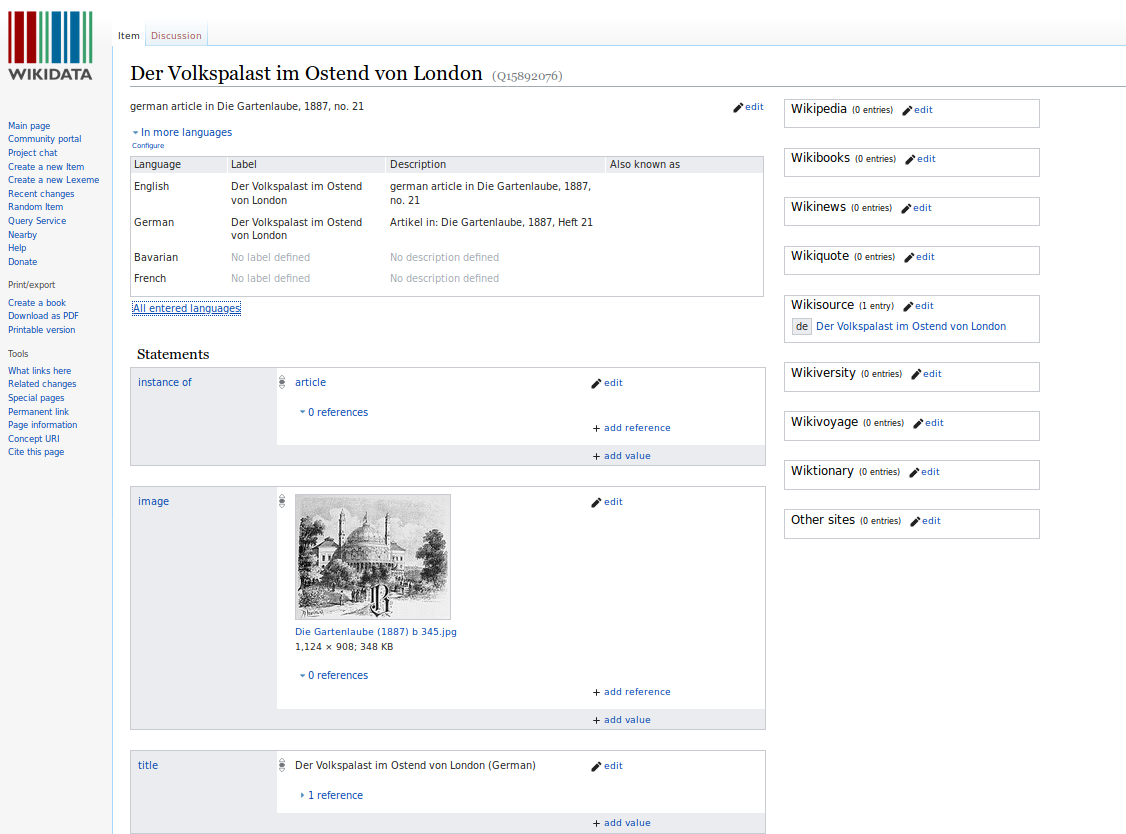 WIKIDATA
Main page
Community portal
Project chat
Create a new Item
Create a new Lexeme
Recent changes
Random Item
Query Service
Nearby
Help
Donate
Print/export
Create a book
Download as PDF
Printable version
Tools
What links here
Related changes
Special pages
Permanent link
Page information
Concept URI
Cite this page
Item Discussion
Der Volkspalast im Ostend von London (Q15892076)
german article in Die Gartenlaube, 1887, no. 21 edit
In more languages
Configure
Language Label Description Also known as
English Der Volkspalast im Ostend german article in Die Gartenlaube, 1887,
von London no. 21
German Der Volkspalast im Ostend Artikel in: Die Gartenlaube, 1887, Heft 21
von London
Bavarian No label defined No description defined
French No label defined No description defined
All entered languages
Statements
instance of article edit
0 references
+ add reference
+ add value
image edit
Die Gartenlaube (1887) b 345.jpg
1,124 × 908; 348 KB
0 references
+ add reference
+ add value
title Der Volkspalast im Ostend von London (German) edit
1 reference
+ add value
Wikipedia (0 entries) edit
Wikibooks (0 entries) edit
Wikinews (0 entries) edit
Wikiquote (0 entries) edit
Wikisource (1 entry) edit
de Der Volkspalast im Ostend von London
Wikiversity (0 entries) edit
Wikivoyage (0 entries) edit
Wiktionary (0 entries) edit
Other sites (0 entries) edit